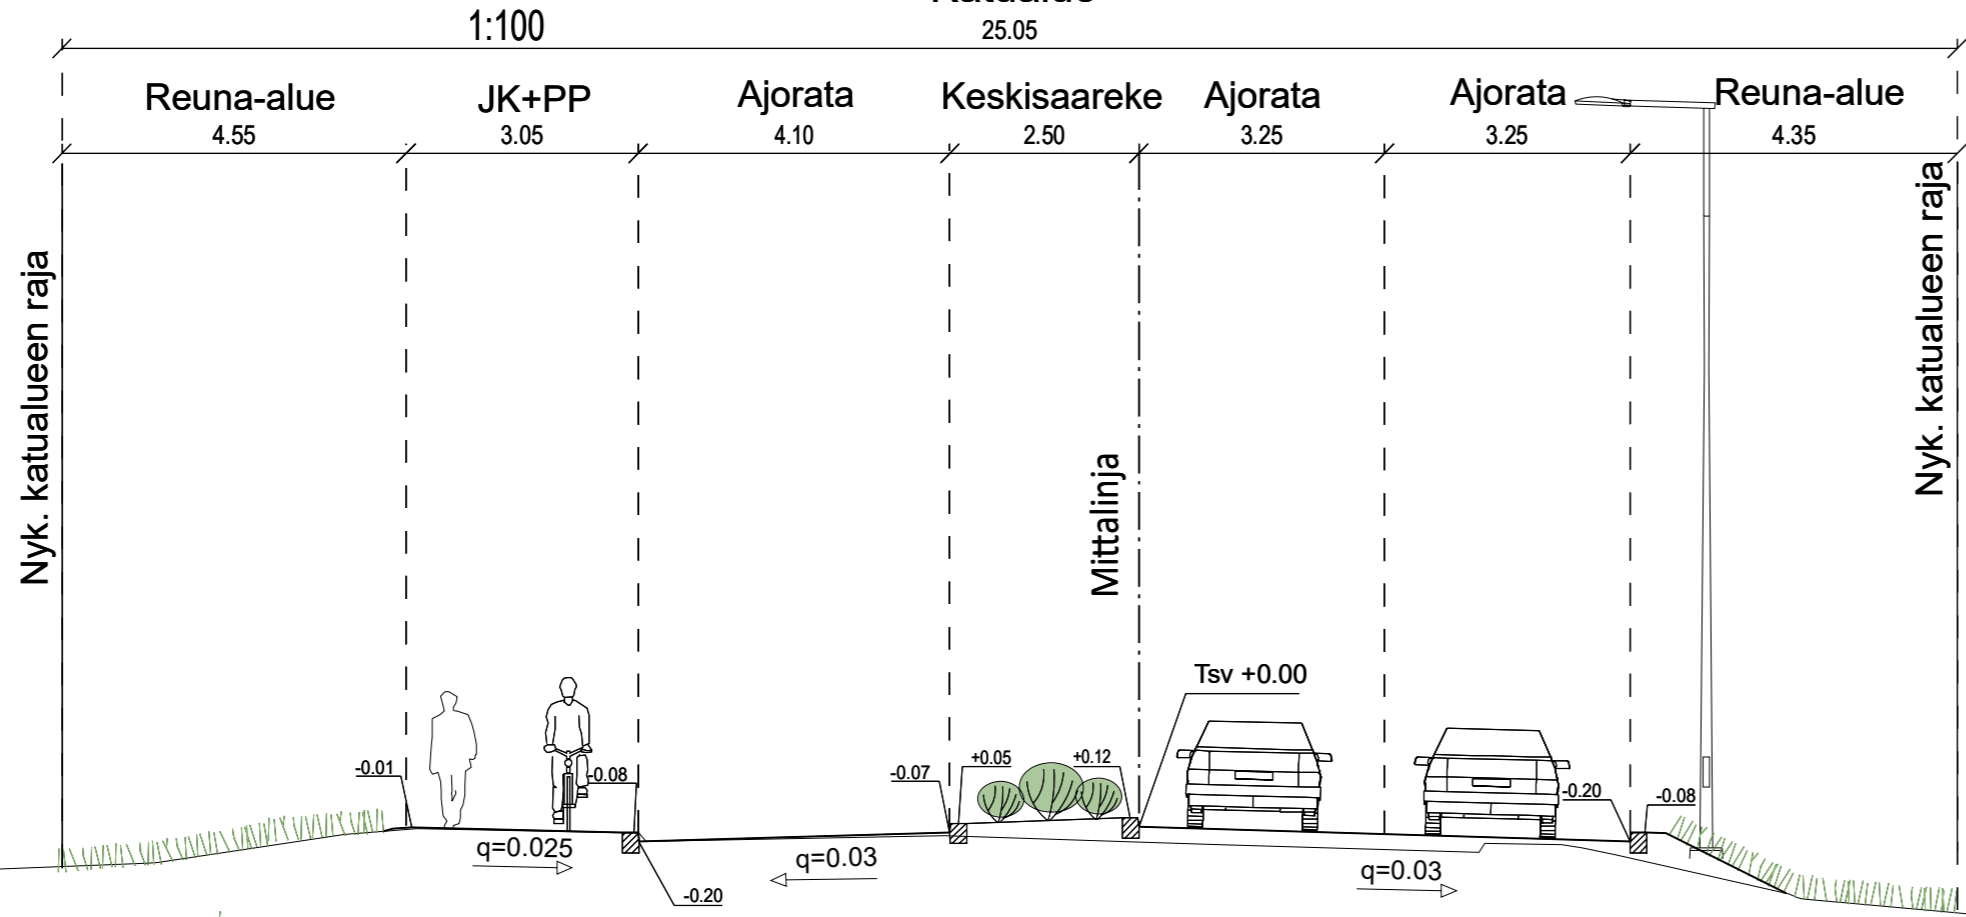 1:100
25.05
Reuna-alue
JK+PP
Ajorata
Keskisaareke
Ajorata
Ajorata
Reuna-alue
4.55
3.05
4.10
2.50
3.25
3.25
4.35
Nyk. katualueen raja
Mittalinja
Nyk. katualueen raja
Tsv +0.00
-0.01
-0.08
-0.07
+0.05
+0.12
-0.20
-0.08
q=0.025
q=0.03
q=0.03
-0.20